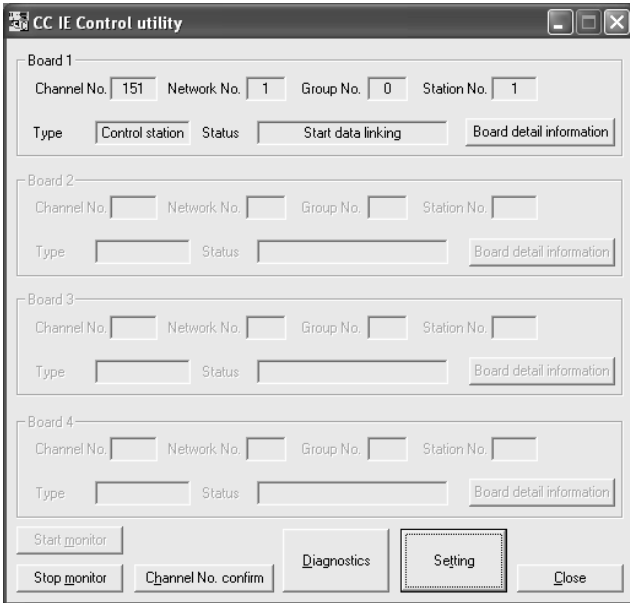 CC IE Control utility
Board 1
Channel No. 151 Network No. 1 Group No. 0 Station No. 1
Type Control station Status Start data linking Board detail information
Board 2
Channel No. Network No. Group No. Station No.
Type Status Board detail information
Board 3
Channel No. Network No. Group No. Station No.
Type Status Board detail information
Board 4
Channel No. Network No. Group No. Station No.
Type Status Board detail information
Start monitor
Stop monitor Channel No. confirm Diagnostics Setting Close